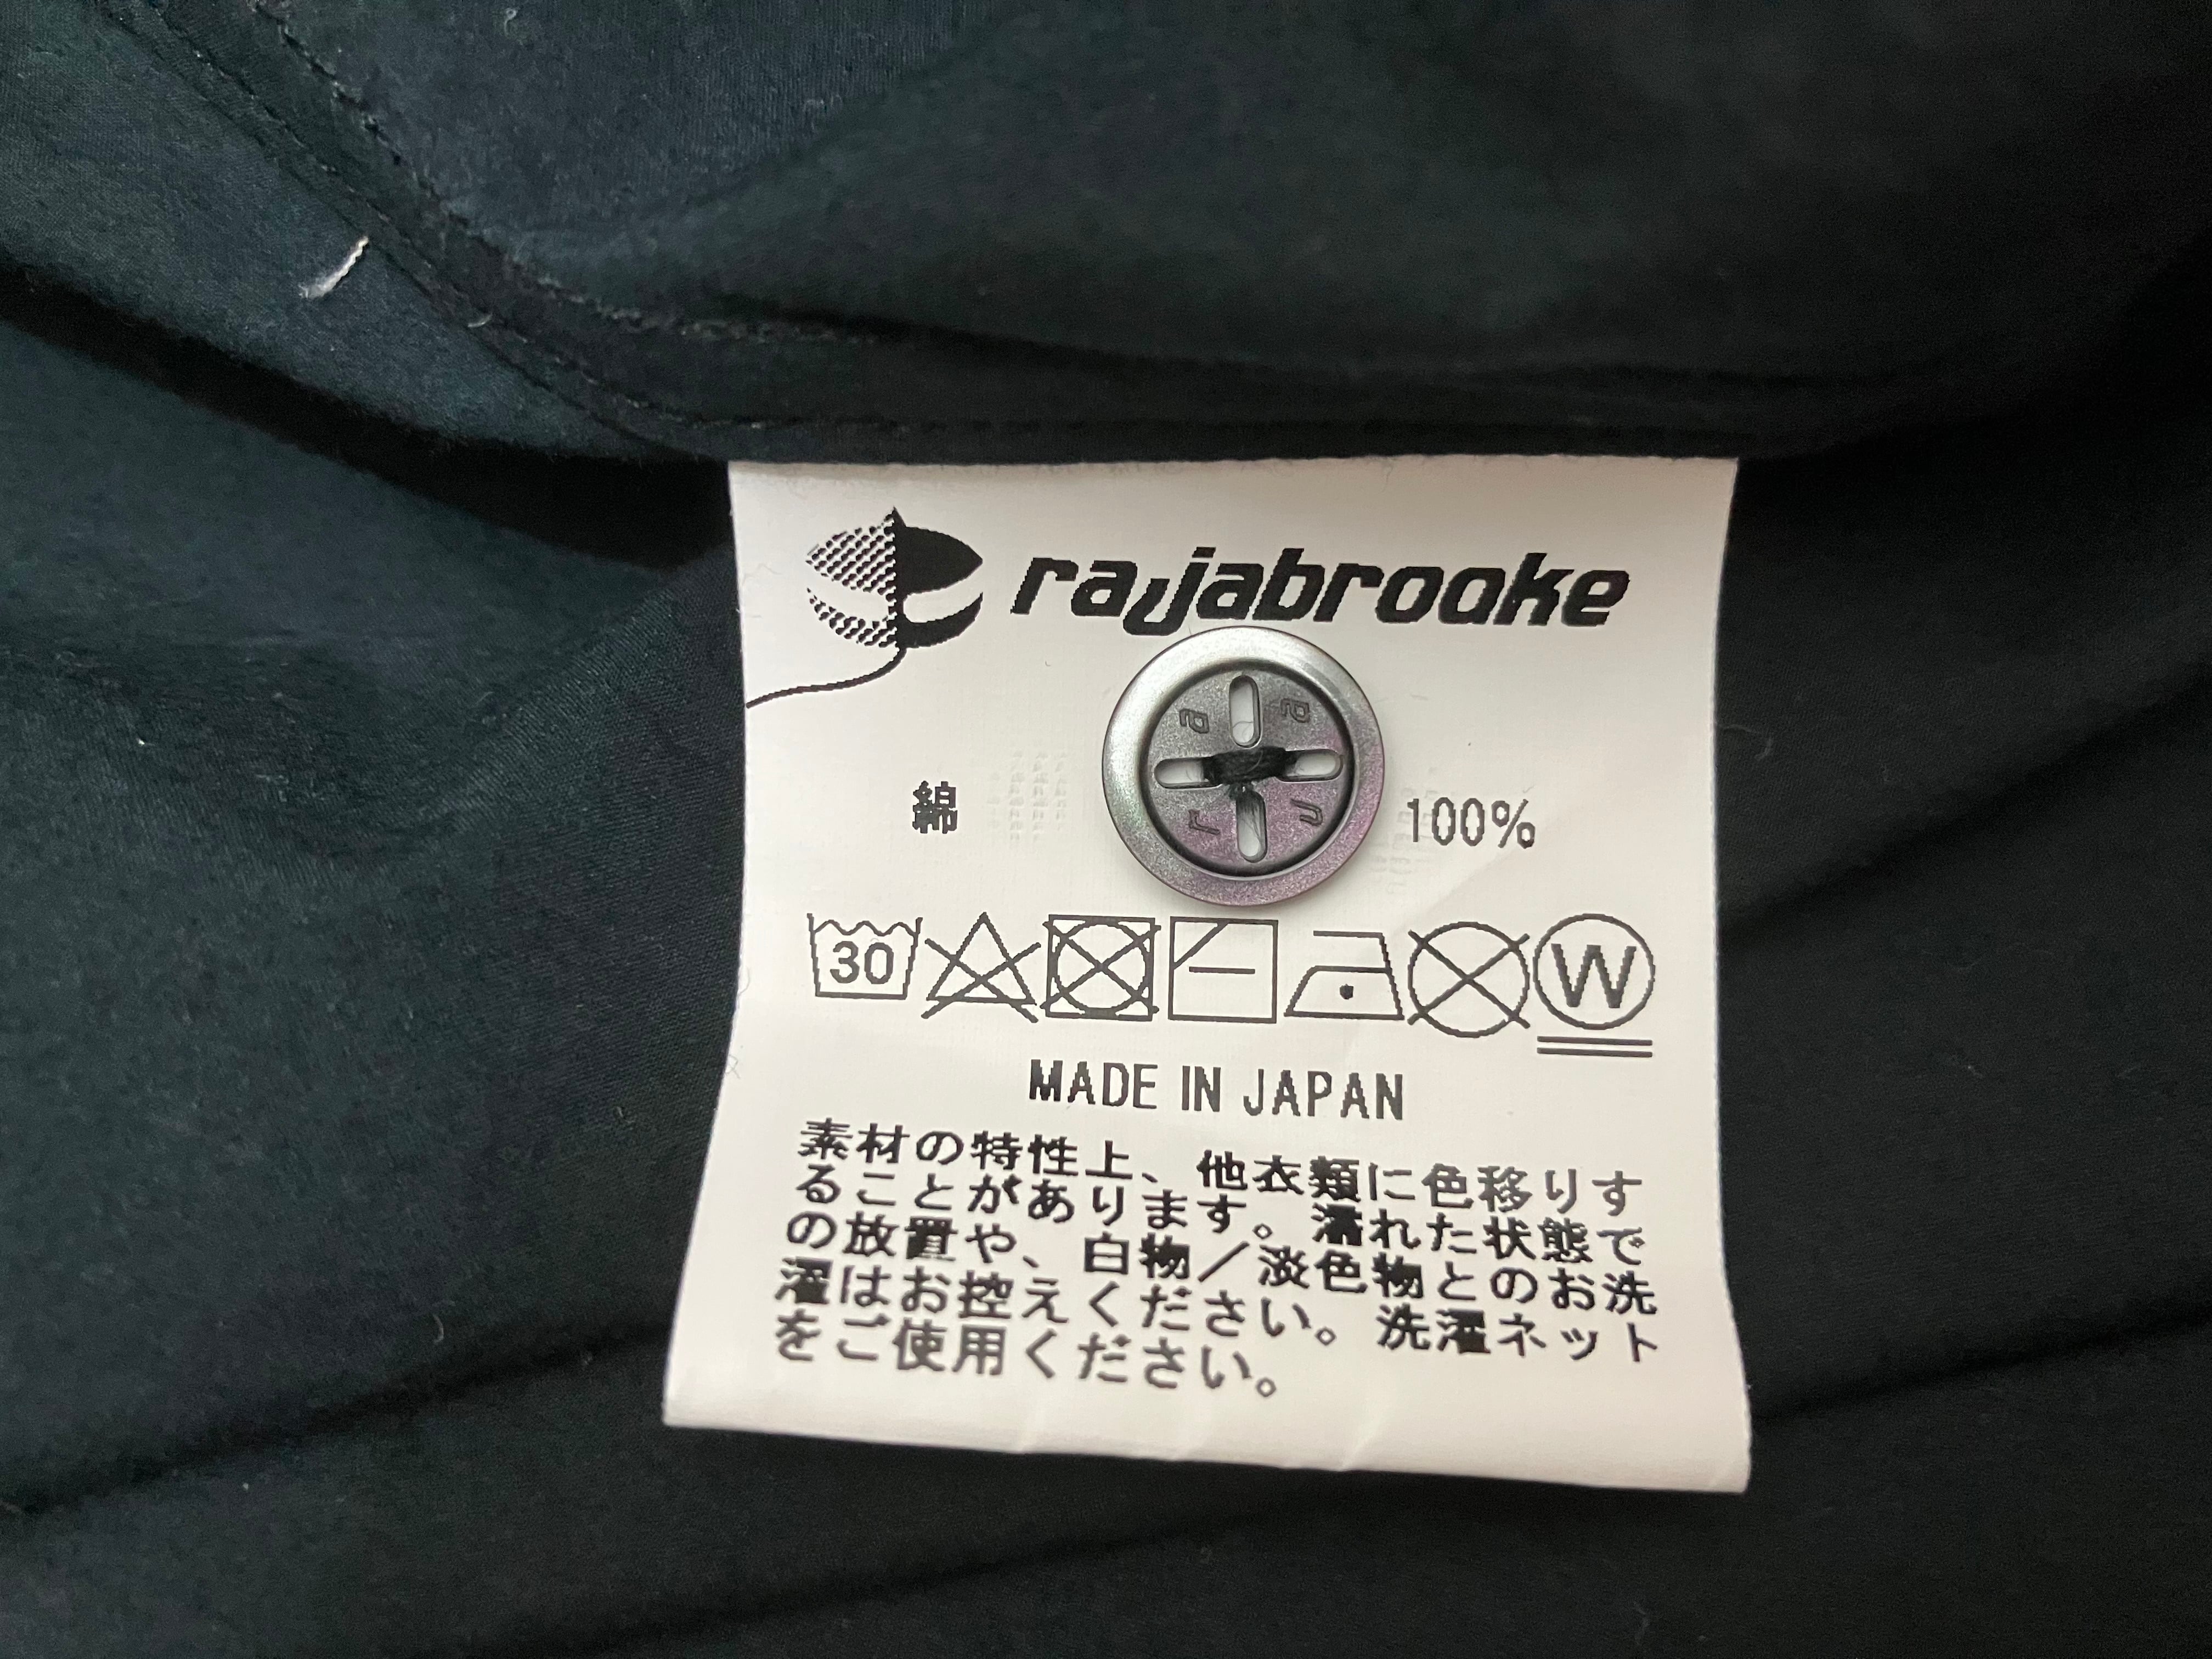 rajabrooke
綿 100%
30
W
MADE IN JAPAN
素材の特性上、他衣類に色移りす
ることがあります。濡れた状態で
の放置や、白物／淡色物とのお洗
濯はお控えください。洗濯ネット
をご使用ください。